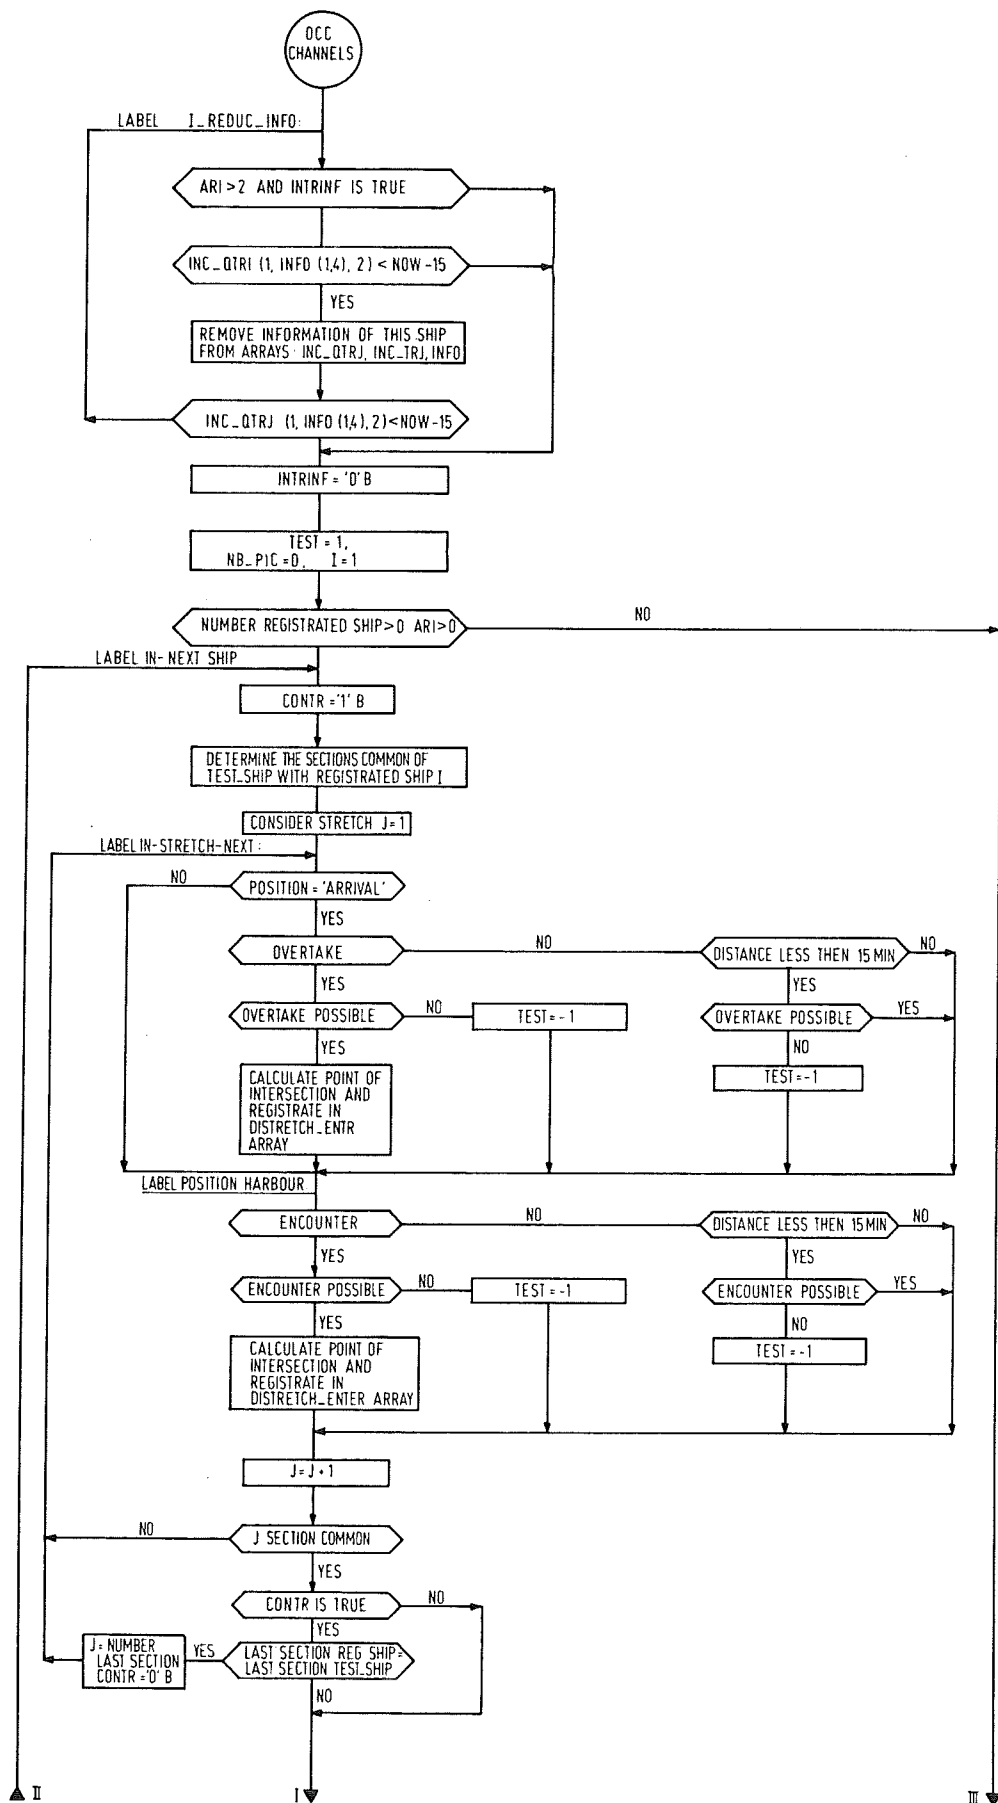 OCC
CHANNELS
LABEL I_REDUC_INFO:
ARI > 2 AND INTRINF IS TRUE
INC_QTRI (1, INFO (1,4), 2) < NOW -15
YES
REMOVE INFORMATION OF THIS SHIP
FROM ARRAYS: INC_QTRJ, INC_TRJ, INFO
INC_QTRJ (1, INFO (1,4), 2) < NOW -15
INTRINF = '0' B
TEST = 1,
NB_PIC = 0, I = 1
NUMBER REGISTRATED SHIP > 0 ARI > 0
NO
LABEL IN-NEXT SHIP
CONTR = '1' B
DETERMINE THE SECTIONS COMMON OF
TEST_SHIP WITH REGISTRATED SHIP I
CONSIDER STRETCH J=1
LABEL IN-STRETCH-NEXT:
NO
POSITION = 'ARRIVAL'
YES
OVERTAKE
NO
DISTANCE LESS THEN 15 MIN
NO
YES
YES
OVERTAKE POSSIBLE
NO
TEST = -1
OVERTAKE POSSIBLE
YES
YES
NO
CALCULATE POINT OF
INTERSECTION AND
REGISTRATE IN
DISTRETCH_ENTR
ARRAY
TEST = -1
LABEL POSITION HARBOUR
ENCOUNTER
NO
DISTANCE LESS THEN 15 MIN
NO
YES
YES
ENCOUNTER POSSIBLE
NO
TEST = -1
ENCOUNTER POSSIBLE
YES
YES
NO
CALCULATE POINT OF
INTERSECTION AND
REGISTRATE IN
DISTRETCH_ENTER ARRAY
TEST = -1
J = J + 1
NO
J SECTION COMMON
YES
CONTR IS TRUE
NO
YES
J = NUMBER
LAST SECTION
CONTR = '0' B
YES
LAST SECTION REG SHIP =
LAST SECTION TEST_SHIP
NO
II
I
III